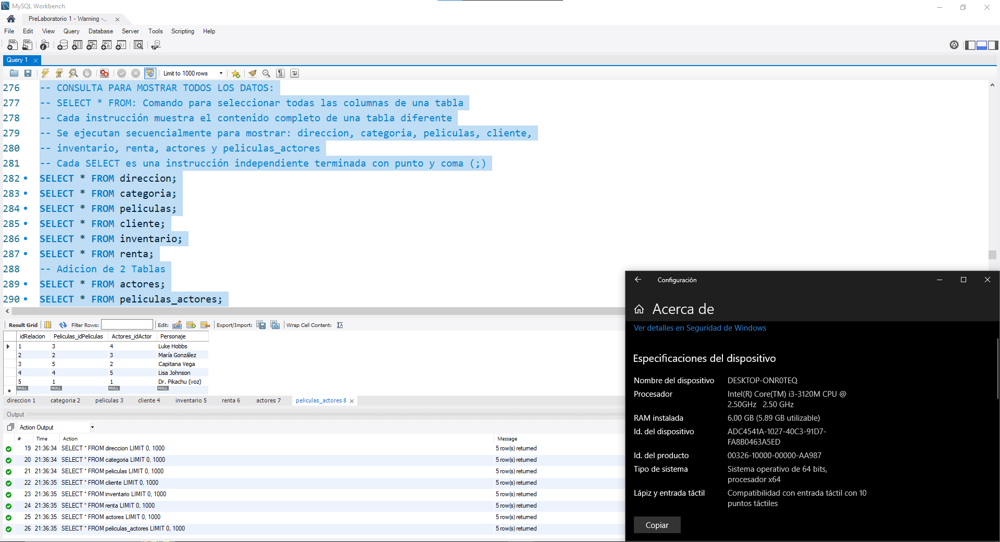 MySQL Workbench
PreLaboratorio 1 - Warning -...
File Edit View Query Database Server Tools Scripting Help
Query 1
Limit to 1000 rows
276 -- CONSULTA PARA MOSTRAR TODOS LOS DATOS:
277 -- SELECT * FROM: Comando para seleccionar todas las columnas de una tabla
278 -- Cada instrucción muestra el contenido completo de una tabla diferente
279 -- Se ejecutan secuencialmente para mostrar: direccion, categoria, peliculas, cliente,
280 -- inventario, renta, actores y peliculas_actores
281 -- Cada SELECT es una instrucción independiente terminada con punto y coma (;)
282 SELECT * FROM direccion;
283 SELECT * FROM categoria;
284 SELECT * FROM peliculas;
285 SELECT * FROM cliente;
286 SELECT * FROM inventario;
287 SELECT * FROM renta;
288 -- Adicion de 2 Tablas
289 SELECT * FROM actores;
290 SELECT * FROM peliculas_actores;
Result Grid Filter Rows: Edit: Export/Import: Wrap Cell Content: IA
idRelacion Peliculas_idPeliculas Actores_idActor Personaje
1 3 4 Luke Hobbs
2 2 3 María González
3 5 2 Capitana Vega
4 4 5 Lisa Johnson
5 1 1 Dr. Pikachu (voz)
NULL NULL NULL NULL
direccion 1 categoria 2 peliculas 3 cliente 4 inventario 5 renta 6 actores 7 peliculas_actores 8
Output
Action Output
# Time Action Message
19 21:36:34 SELECT * FROM direccion LIMIT 0, 1000 5 row(s) returned
20 21:36:34 SELECT * FROM categoria LIMIT 0, 1000 5 row(s) returned
21 21:36:34 SELECT * FROM peliculas LIMIT 0, 1000 5 row(s) returned
22 21:36:35 SELECT * FROM cliente LIMIT 0, 1000 5 row(s) returned
23 21:36:35 SELECT * FROM inventario LIMIT 0, 1000 5 row(s) returned
24 21:36:35 SELECT * FROM renta LIMIT 0, 1000 5 row(s) returned
25 21:36:35 SELECT * FROM actores LIMIT 0, 1000 5 row(s) returned
26 21:36:35 SELECT * FROM peliculas_actores LIMIT 0, 1000 5 row(s) returned
Configuración
Acerca de
Ver detalles en Seguridad de Windows
Especificaciones del dispositivo
Nombre del dispositivo DESKTOP-ONR0TEQ
Procesador Intel(R) Core(TM) i3-3120M CPU @
2.50GHz 2.50 GHz
RAM instalada 6.00 GB (5.89 GB utilizable)
Id. del dispositivo ADC4541A-1027-40C3-91D7-
FA8B0463A5ED
Id. del producto 00326-10000-00000-AA987
Tipo de sistema Sistema operativo de 64 bits,
procesador x64
Lápiz y entrada táctil Compatibilidad con entrada táctil con 10
puntos táctiles
Copiar